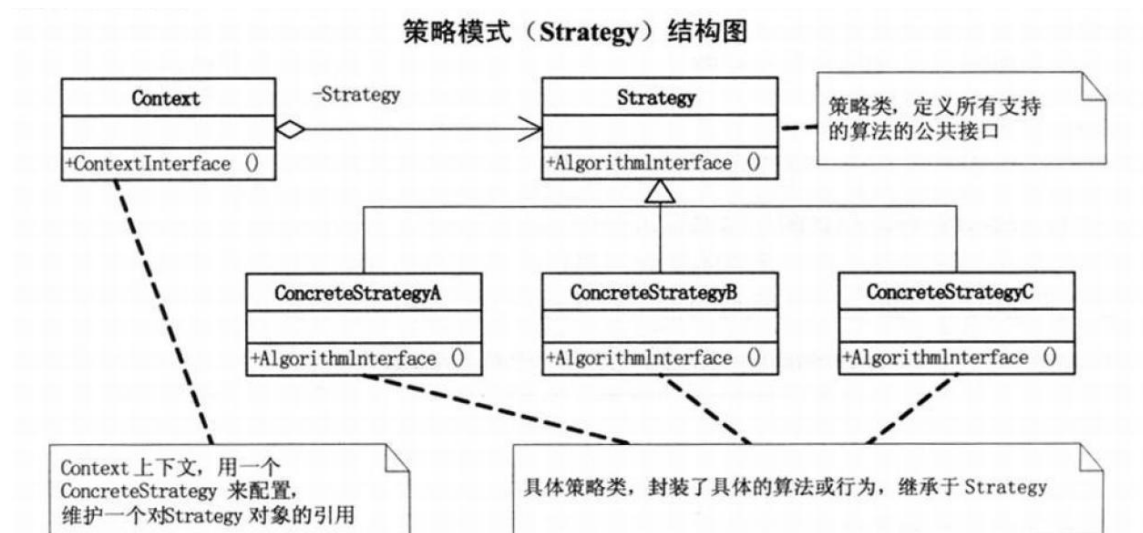 策略模式（Strategy）结构图
Context
-Strategy
Strategy
策略类，定义所有支持
的算法的公共接口
+ContextInterface ()
+AlgorithmInterface ()
ConcreteStrategyA
ConcreteStrategyB
ConcreteStrategyC
+AlgorithmInterface ()
+AlgorithmInterface ()
+AlgorithmInterface ()
Context 上下文，用一个
ConcreteStrategy 来配置，
维护一个对Strategy 对象的引用
具体策略类，封装了具体的算法或行为，继承于 Strategy